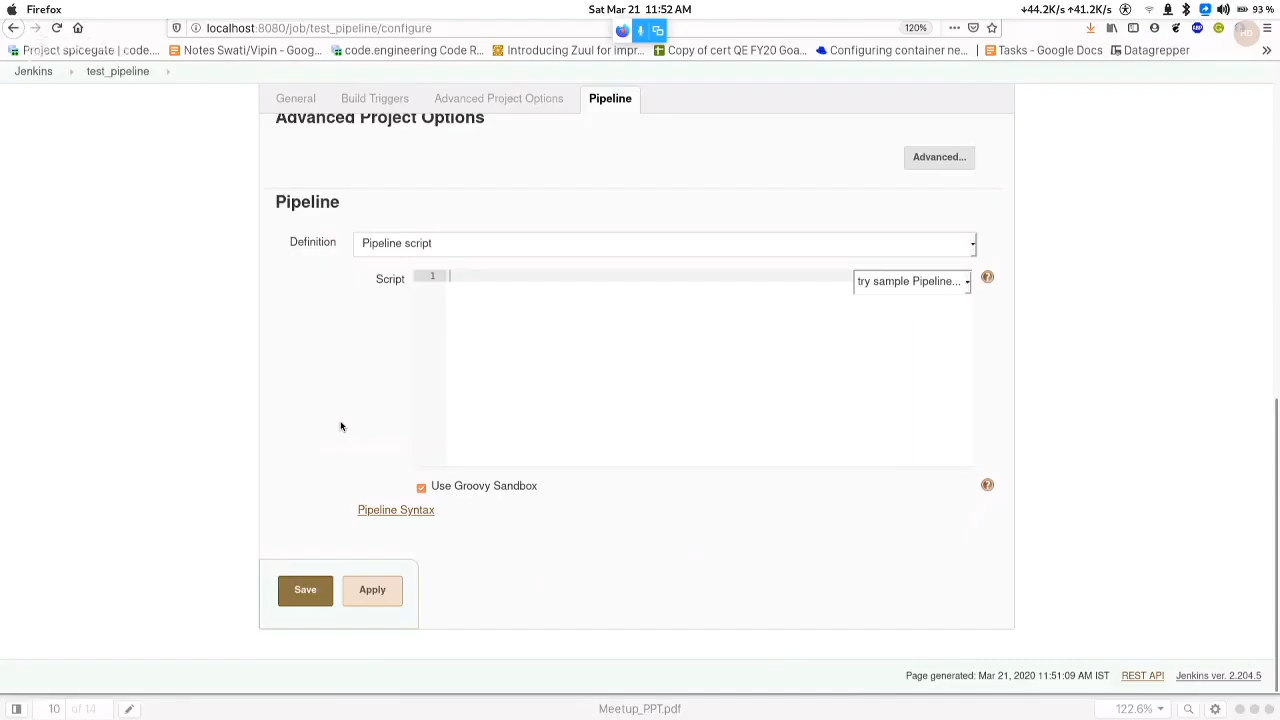 Firefox
Sat Mar 21 11:52 AM
↔44.2K/s +41.2K/s
93 %
localhost:8080/job/test_pipeline/configure
120%
Project spicegate | code....
Notes Swati/Vipin - Goog...
code.engineering Code R...
Introducing Zuul for impr...
Copy of cert QE FY20 Goa...
Configuring container ne...
Tasks - Google Docs
Datagrepper
HD
Jenkins
test_pipeline
General
Build Triggers
Advanced Project Options
Pipeline
Advanced Project Options
Advanced...
Pipeline
Definition
Pipeline script
Script
1
try sample Pipeline...
Use Groovy Sandbox
Pipeline Syntax
Save
Apply
Page generated: Mar 21, 2020 11:51:09 AM IST
REST API
Jenkins ver. 2.204.5
10
of 14
Meetup_PPT.pdf
122.6%